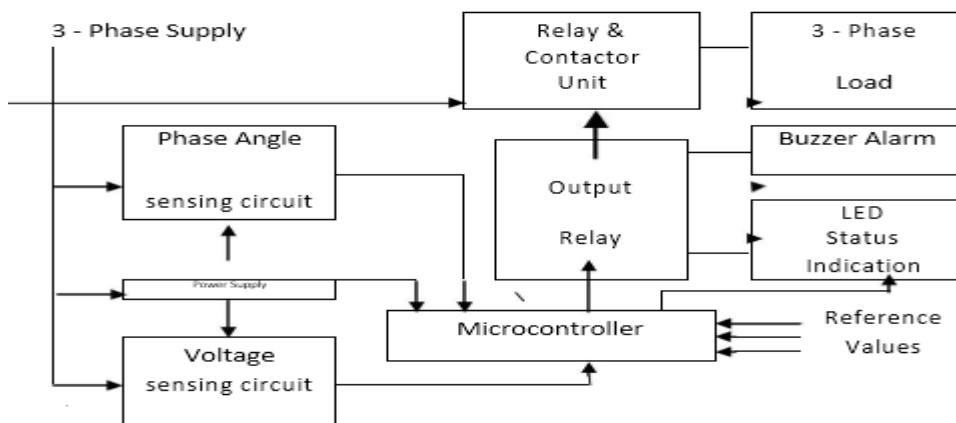 3 - Phase Supply
Relay &
Contactor
Unit
3 - Phase
Load
Phase Angle
sensing circuit
Buzzer Alarm
Output
Relay
LED
Status
Indication
Power Supply
Microcontroller
Reference
Values
Voltage
sensing circuit